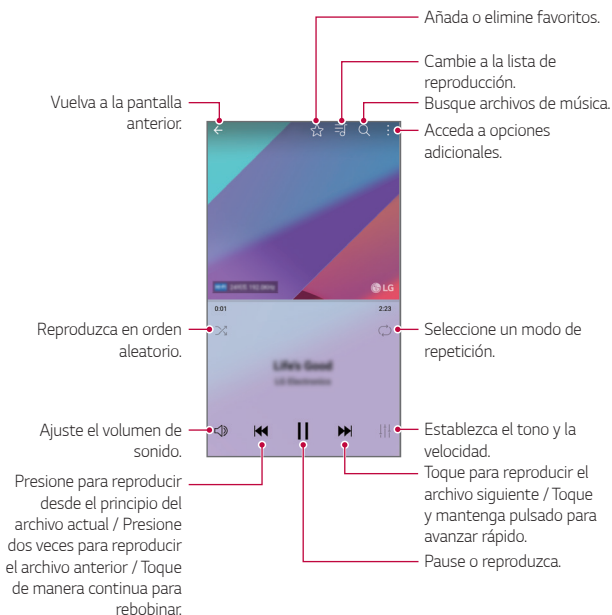 Añada o elimine favoritos.
Cambie a la lista de
reproducción.
Busque archivos de música.
Acceda a opciones
adicionales.
Vuelva a la pantalla
anterior.
LG
0:01
2:23
Reproduzca en orden
aleatorio.
Seleccione un modo de
repetición.
Life's Good
LG Electronics
Ajuste el volumen de
sonido.
Establezca el tono y la
velocidad.
Presione para reproducir
desde el principio del
archivo actual / Presione
dos veces para reproducir
el archivo anterior / Toque
de manera continua para
rebobinar.
Toque para reproducir el
archivo siguiente / Toque
y mantenga pulsado para
avanzar rápido.
Pause o reproduzca.